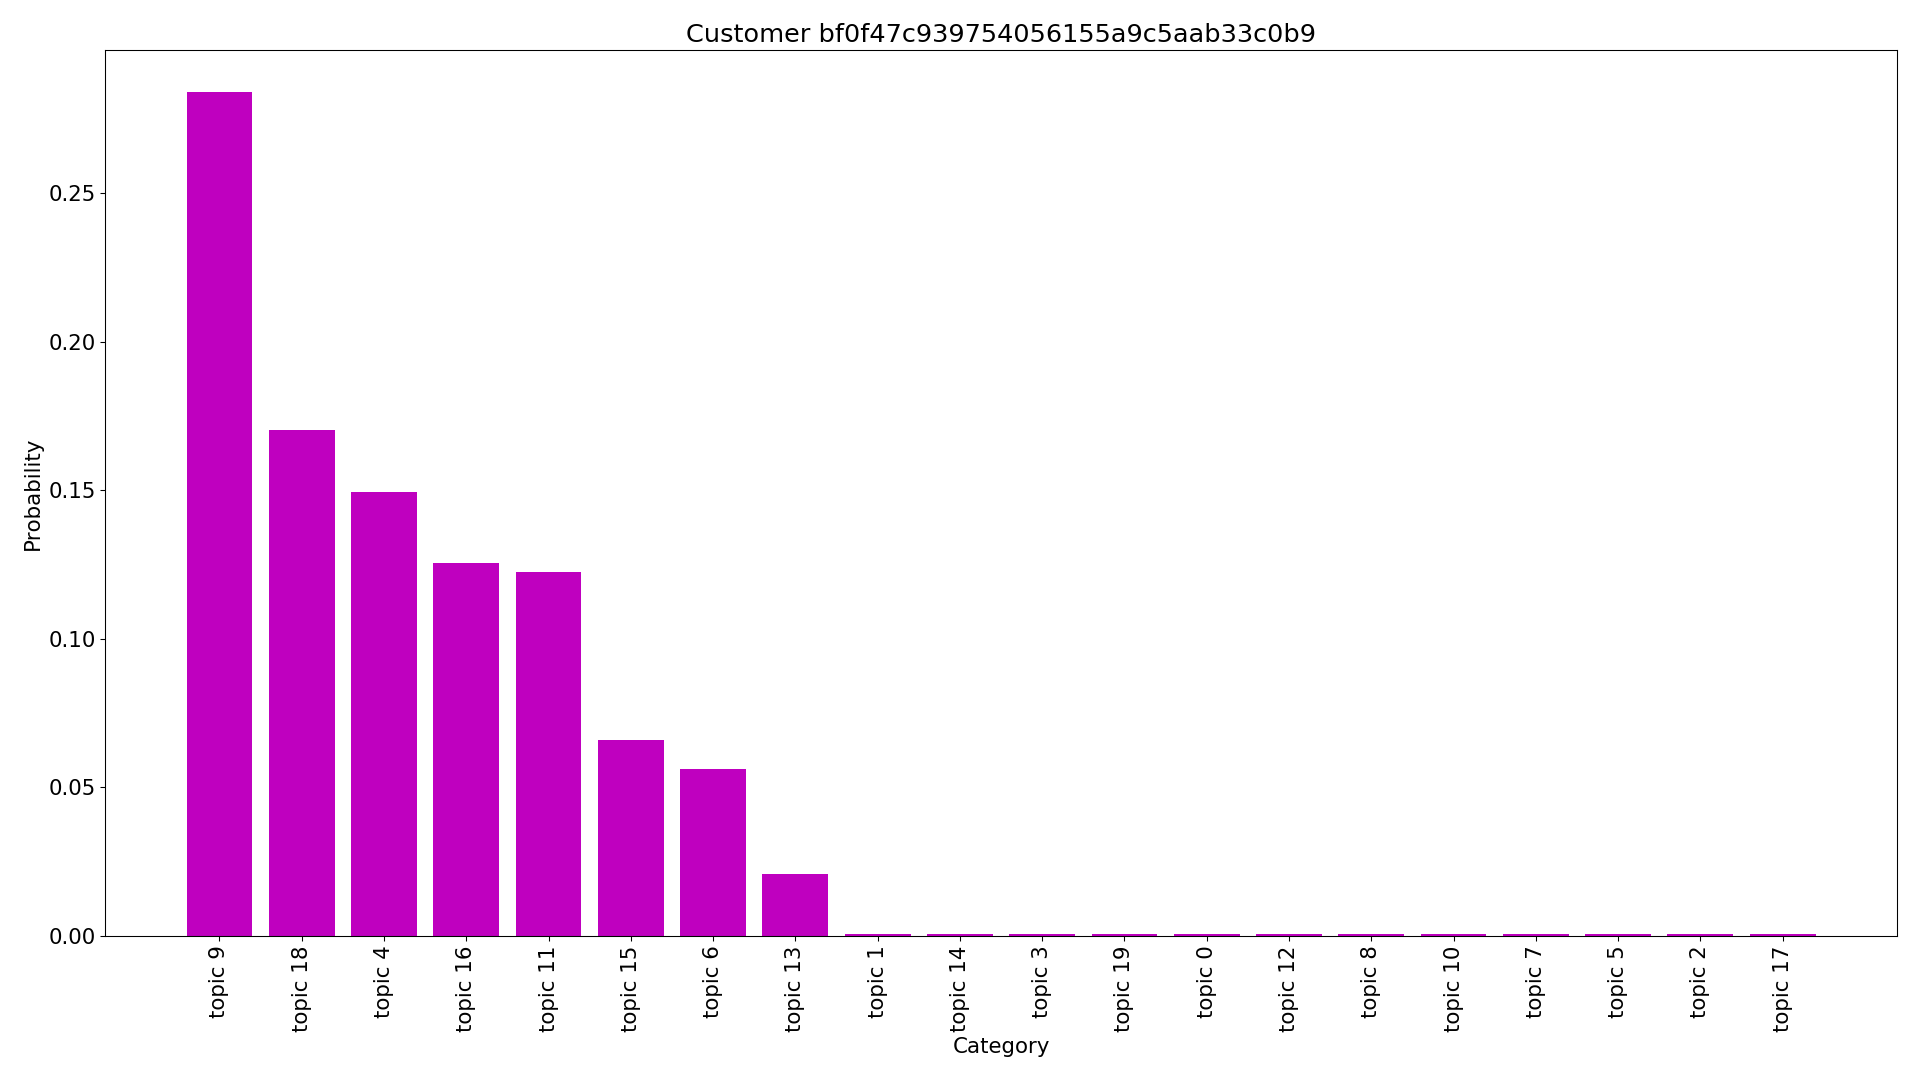 Customer bf0f47c939754056155a9c5aab33c0b9
Probability
0.25
0.20
0.15
0.10
0.05
0.00
topic 9
topic 18
topic 4
topic 16
topic 11
topic 15
topic 6
topic 13
topic 1
topic 14
topic 3
topic 19
topic 0
topic 12
topic 8
topic 10
topic 7
topic 5
topic 2
topic 17
Category